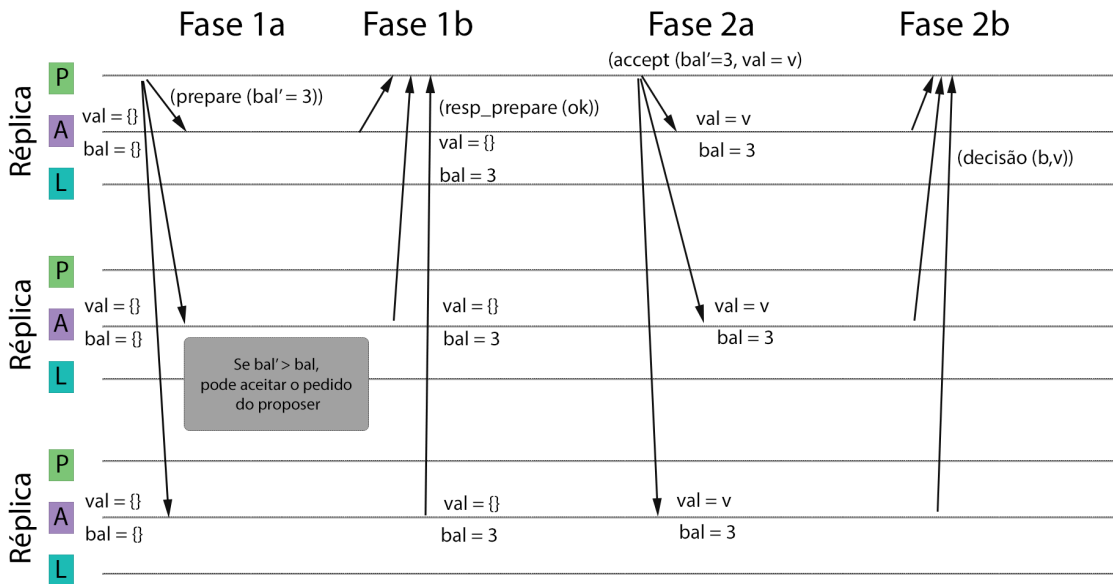 Fase 1a
Fase 1b
Fase 2a
Fase 2b
Réplica
P
A
L
(prepare (bal' = 3))
val = {}
bal = {}
(resp_prepare (ok))
val = {}
bal = 3
(accept (bal'=3, val = v)
val = v
bal = 3
(decisão (b,v))
Réplica
P
A
L
val = {}
bal = {}
Se bal' > bal,
pode aceitar o pedido
do proposer
val = {}
bal = 3
val = v
bal = 3
Réplica
P
A
L
val = {}
bal = {}
val = {}
bal = 3
val = v
bal = 3